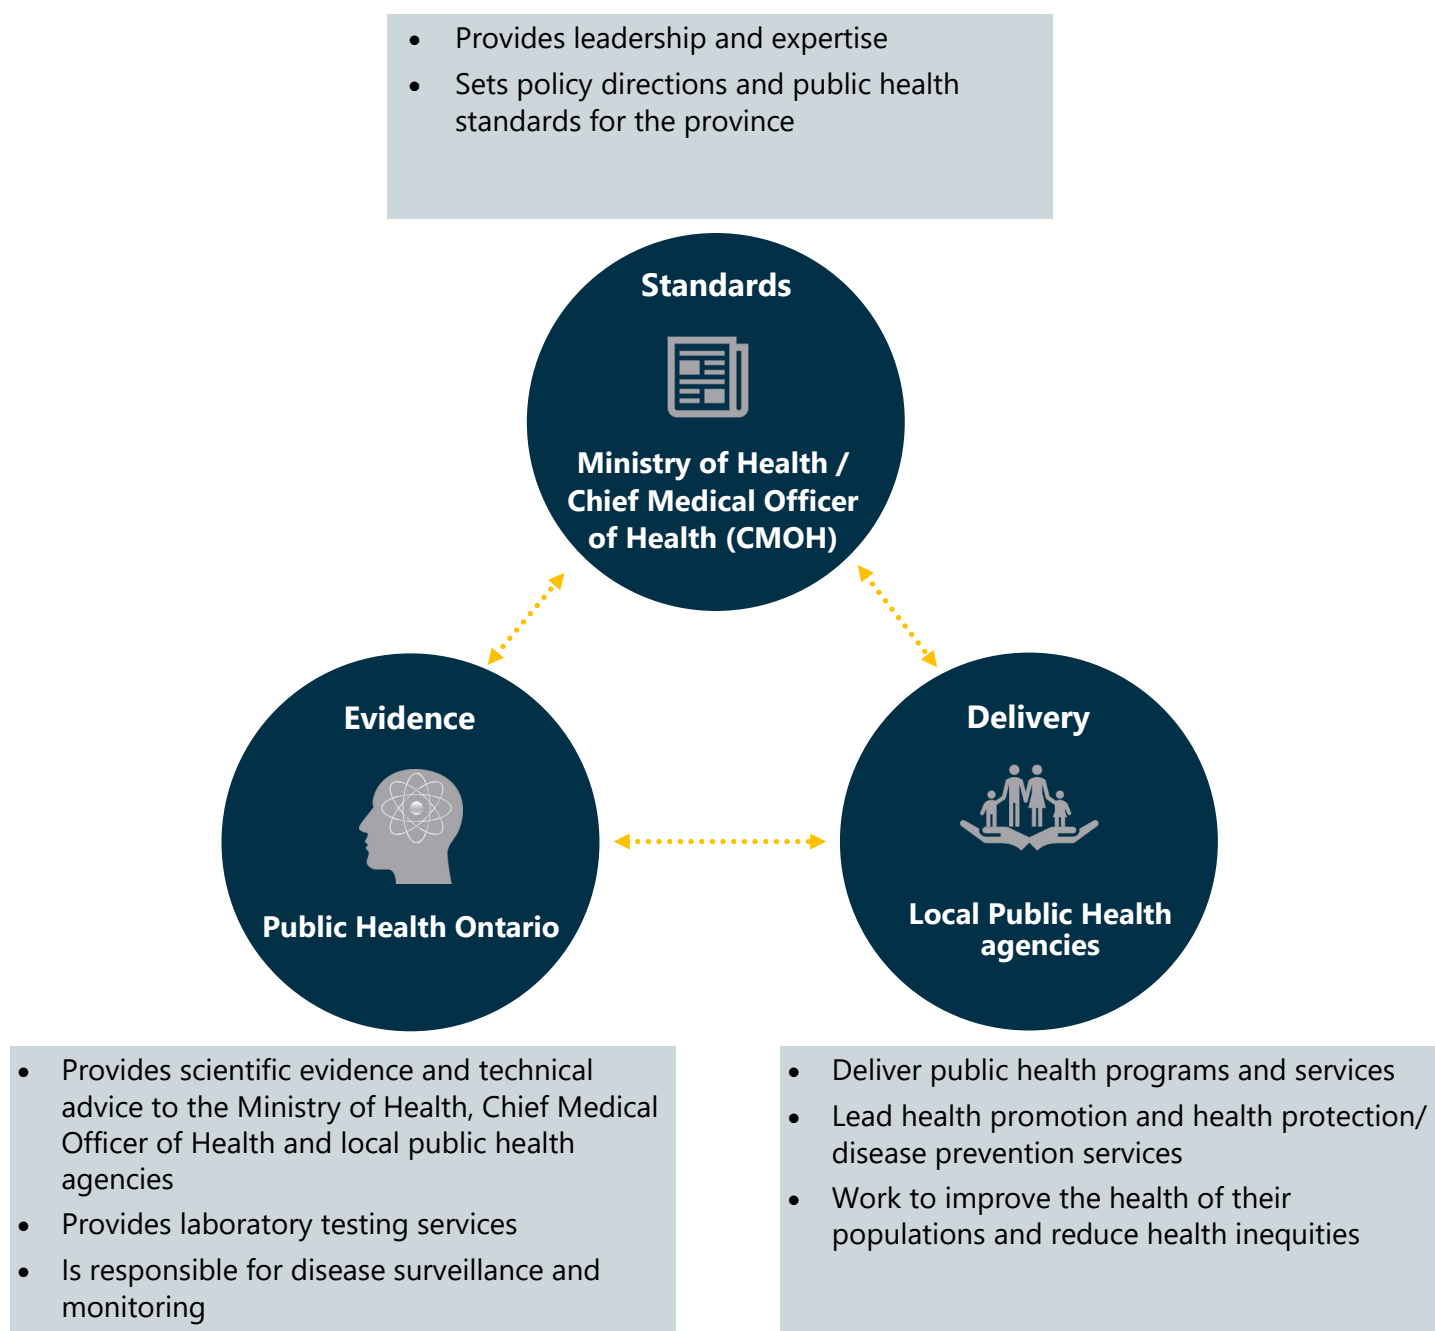 • Provides leadership and expertise
• Sets policy directions and public health
standards for the province
Standards
Ministry of Health /
Chief Medical Officer
of Health (CMOH)
Evidence
Public Health Ontario
Delivery
Local Public Health
agencies
• Provides scientific evidence and technical
advice to the Ministry of Health, Chief Medical
Officer of Health and local public health
agencies
• Provides laboratory testing services
• Is responsible for disease surveillance and
monitoring
• Deliver public health programs and services
• Lead health promotion and health protection/
disease prevention services
• Work to improve the health of their
populations and reduce health inequities